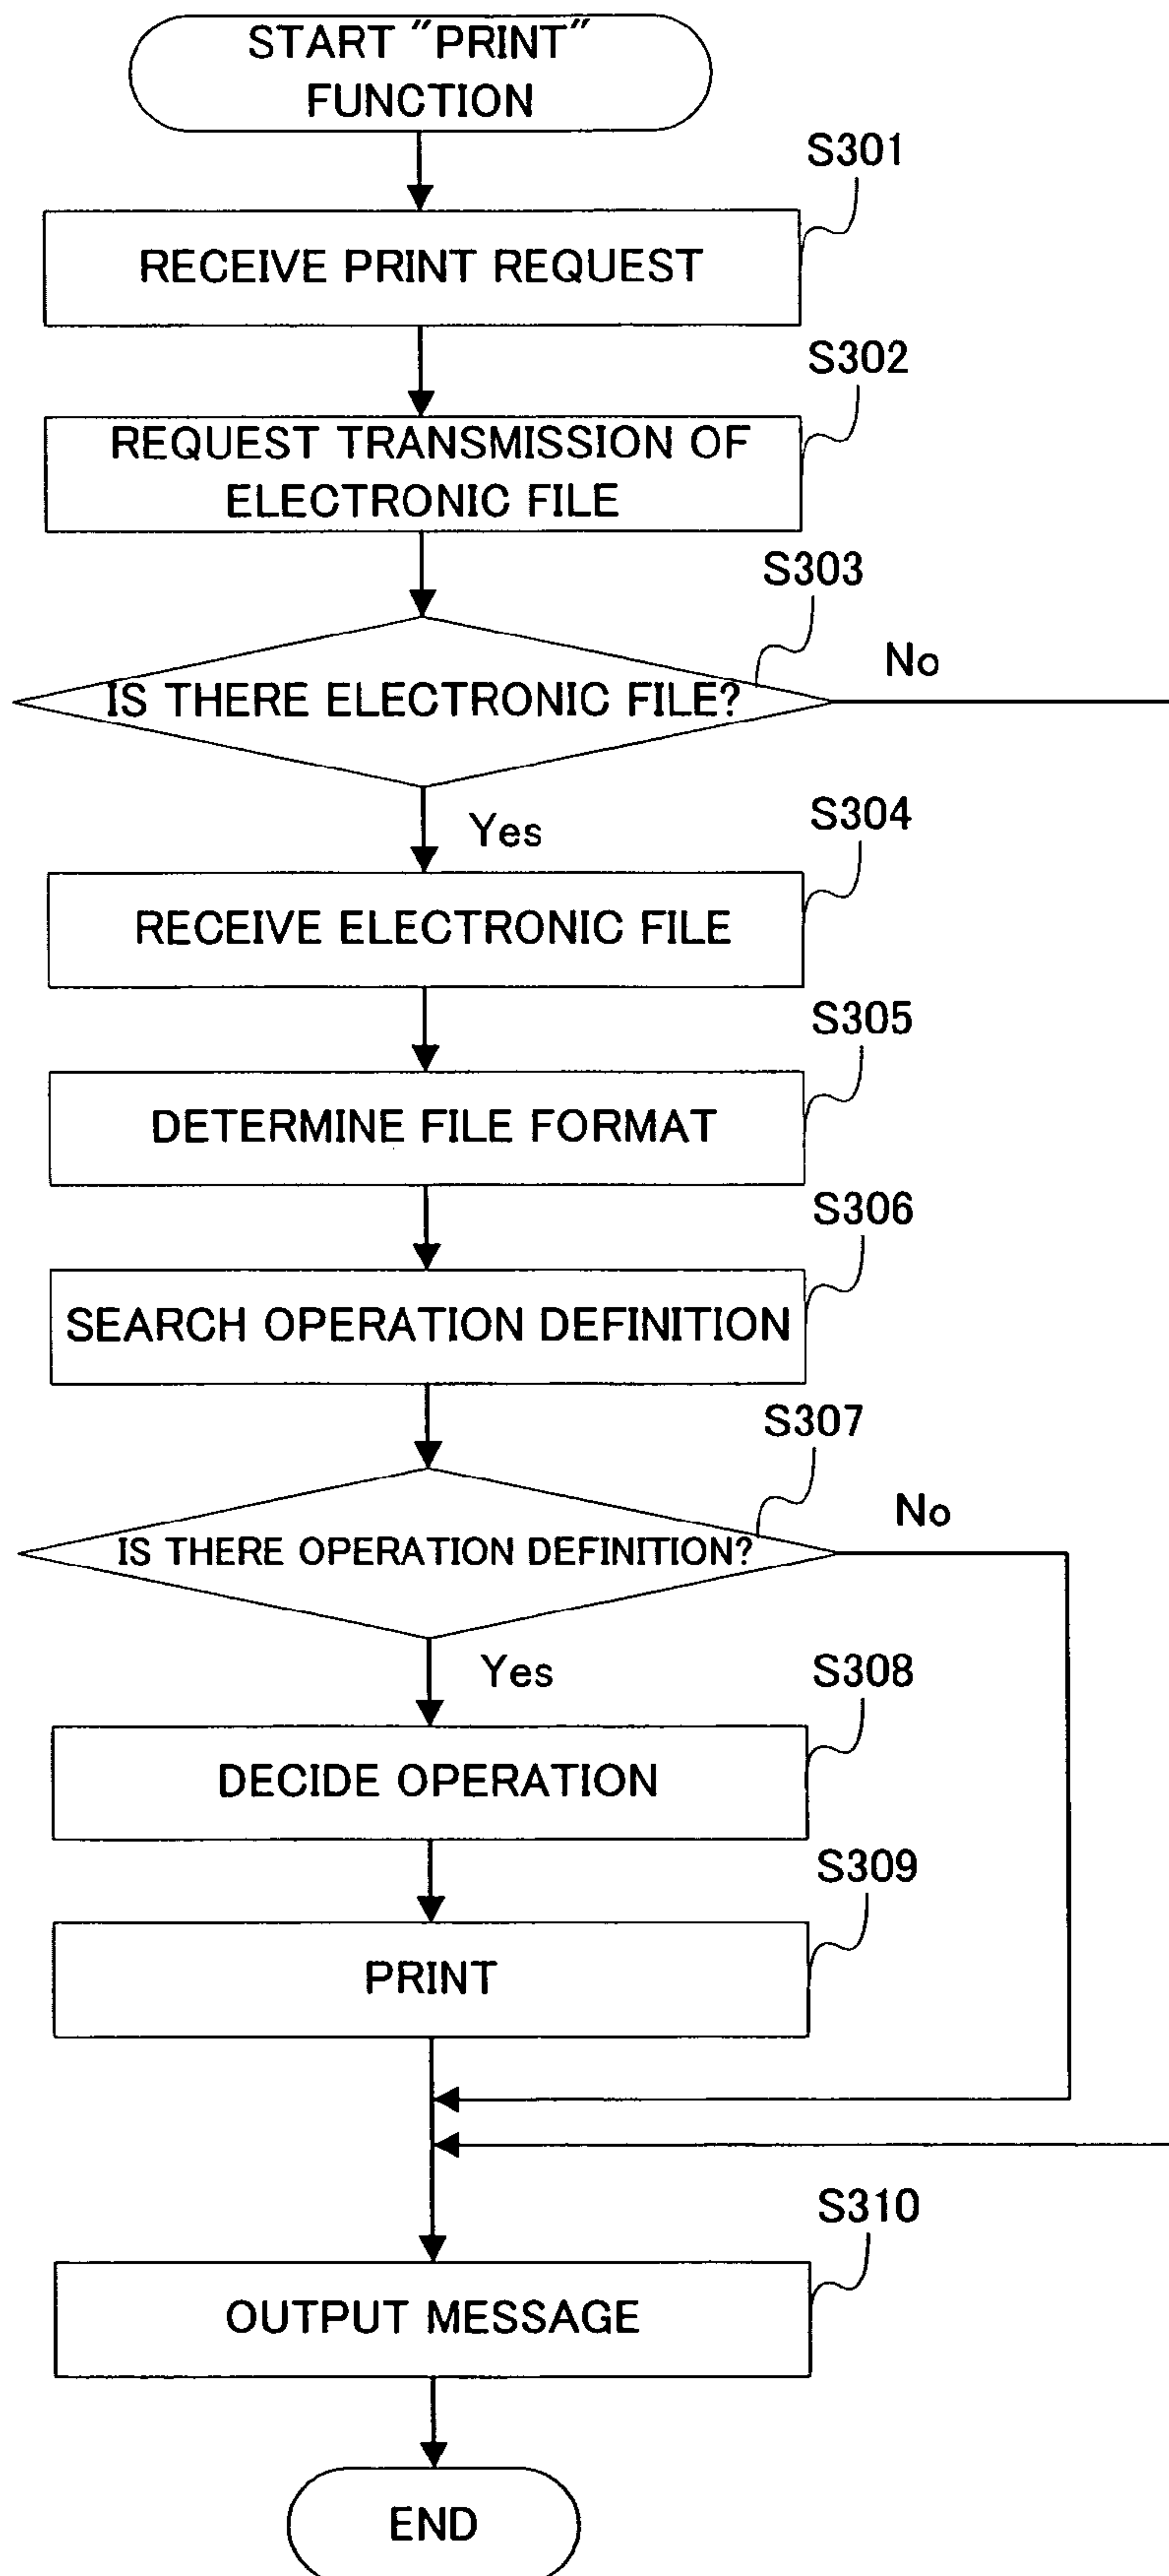 START "PRINT"
FUNCTION
S301
RECEIVE PRINT REQUEST
S302
REQUEST TRANSMISSION OF
ELECTRONIC FILE
S303
No
IS THERE ELECTRONIC FILE?
Yes
S304
RECEIVE ELECTRONIC FILE
S305
DETERMINE FILE FORMAT
S306
SEARCH OPERATION DEFINITION
S307
No
IS THERE OPERATION DEFINITION?
Yes
S308
DECIDE OPERATION
S309
PRINT
S310
OUTPUT MESSAGE
END